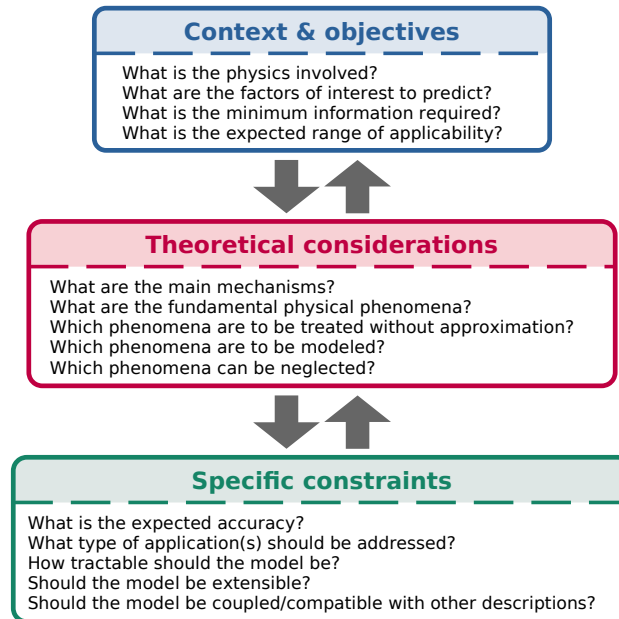 Context & objectives
What is the physics involved?
What are the factors of interest to predict?
What is the minimum information required?
What is the expected range of applicability?
Theoretical considerations
What are the main mechanisms?
What are the fundamental physical phenomena?
Which phenomena are to be treated without approximation?
Which phenomena are to be modeled?
Which phenomena can be neglected?
Specific constraints
What is the expected accuracy?
What type of application(s) should be addressed?
How tractable should the model be?
Should the model be extensible?
Should the model be coupled/compatible with other descriptions?